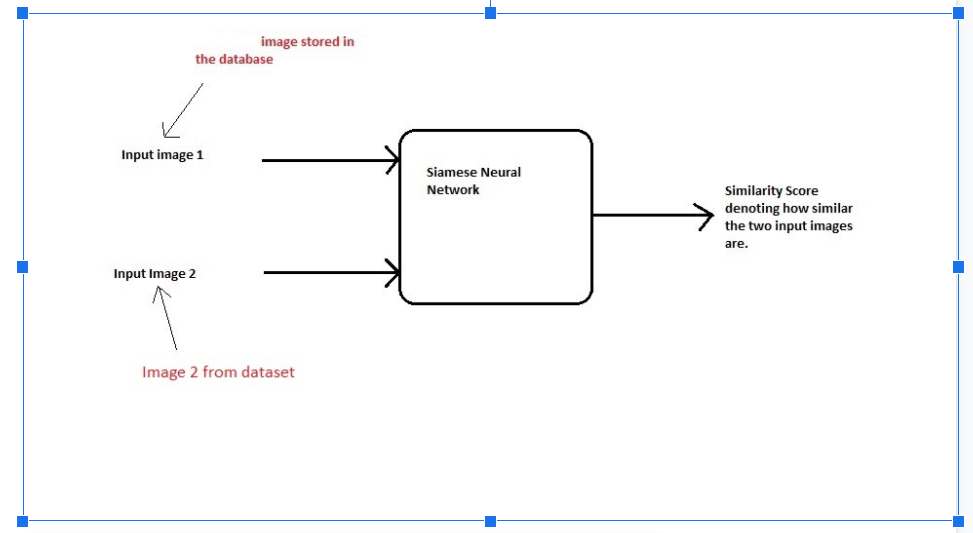 image stored in
the database
Input image 1
Siamese Neural
Network
Similarity Score
denoting how similar
the two input images
are.
Input Image 2
Image 2 from dataset